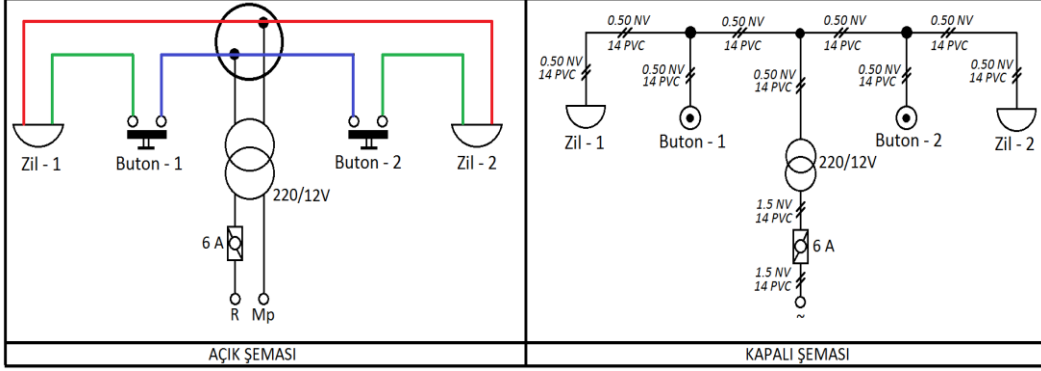 Zil - 1
Buton - 1
Buton - 2
Zil - 2
220/12V
6 A
R Mp
AÇIK ŞEMASI
0.50 NV
14 PVC
0.50 NV
14 PVC
0.50 NV
14 PVC
0.50 NV
14 PVC
0.50 NV
14 PVC
0.50 NV
14 PVC
0.50 NV
14 PVC
0.50 NV
14 PVC
0.50 NV
14 PVC
Zil - 1
Buton - 1
Buton - 2
Zil - 2
220/12V
1.5 NV
14 PVC
6 A
1.5 NV
14 PVC
~
KAPALI ŞEMASI